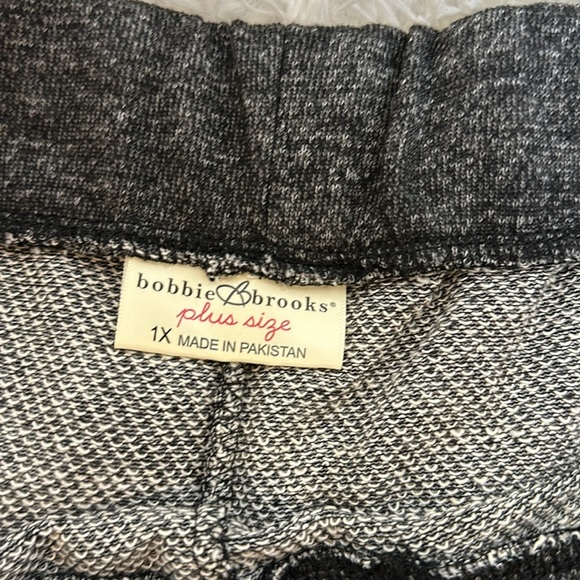 bobbie B brooks®
plus size
1X MADE IN PAKISTAN